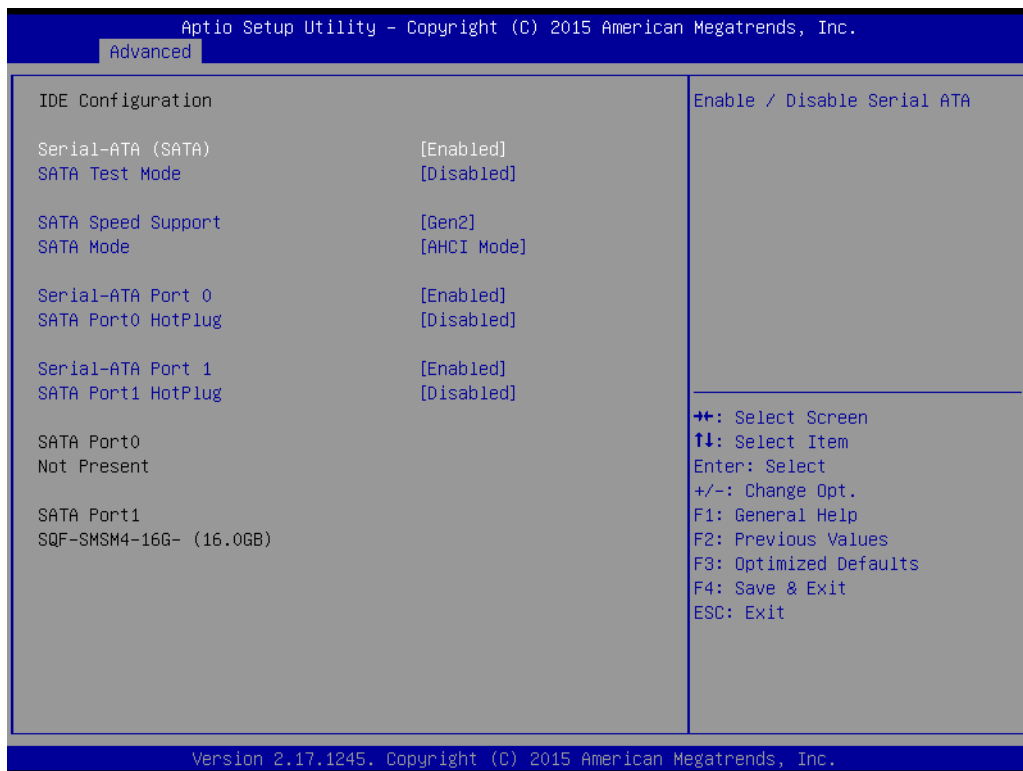 Aptio Setup Utility – Copyright (C) 2015 American Megatrends, Inc.
Advanced
IDE Configuration
Serial-ATA (SATA) [Enabled]
SATA Test Mode [Disabled]
SATA Speed Support [Gen2]
SATA Mode [AHCI Mode]
Serial-ATA Port 0 [Enabled]
SATA Port0 HotPlug [Disabled]
Serial-ATA Port 1 [Enabled]
SATA Port1 HotPlug [Disabled]
SATA Port0
Not Present
SATA Port1
SQF-SMSM4-16G- (16.0GB)
Enable / Disable Serial ATA
→←: Select Screen
↑↓: Select Item
Enter: Select
+/-: Change Opt.
F1: General Help
F2: Previous Values
F3: Optimized Defaults
F4: Save & Exit
ESC: Exit
Version 2.17.1245. Copyright (C) 2015 American Megatrends, Inc.